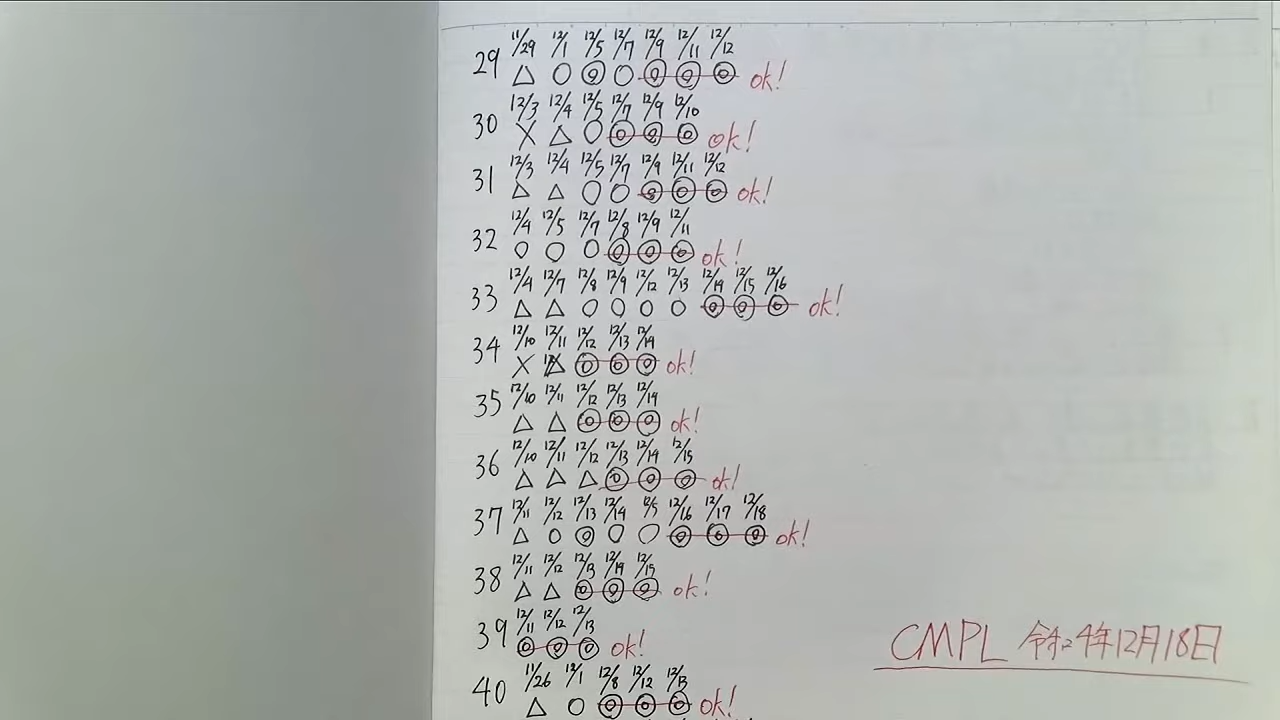 29 11/29 12/1 12/5 12/7 12/9 12/11 12/12
△ ○ ◎ ○ ◎ ◎ ◎ ok!
30 12/3 12/4 12/5 12/7 12/9 12/10
× △ ○ ◎ ◎ ◎ ok!
31 12/3 12/4 12/5 12/7 12/9 12/11 12/12
△ △ ○ ○ ◎ ◎ ◎ ok!
32 12/4 12/5 12/7 12/8 12/9 12/11
○ ○ ○ ◎ ◎ ◎ ok!
33 12/4 12/7 12/8 12/9 12/12 12/13 12/14 12/15 12/16
△ △ ○ ○ ○ ○ ◎ ◎ ◎ ok!
34 12/10 12/11 12/12 12/13 12/14
× △ ◎ ◎ ◎ ok!
35 12/10 12/11 12/12 12/13 12/14
△ △ ◎ ◎ ◎ ok!
36 12/10 12/11 12/12 12/13 12/14 12/15
△ △ △ ◎ ◎ ◎ ok!
37 12/11 12/12 12/13 12/14 12/5 12/16 12/17 12/18
△ ○ ◎ ○ ○ ◎ ◎ ◎ ok!
38 12/11 12/12 12/13 12/14 12/15
△ △ ◎ ◎ ◎ ok!
39 12/11 12/12 12/13
◎ ◎ ◎ ok!
CMPL 令和4年12月18日
40 11/26 12/1 12/8 12/12 12/13
△ ○ ◎ ◎ ◎ ok!